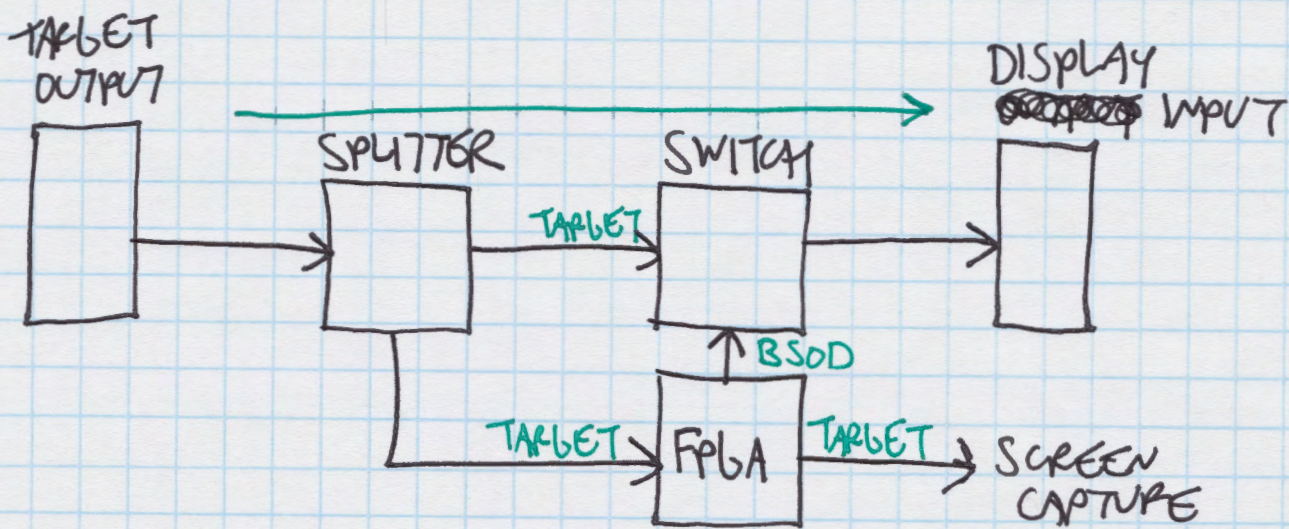 TARGET
OUTPUT
DISPLAY
INPUT
SPLITTER
SWITCH
TARGET
BSOD
TARGET
FPGA
TARGET
SCREEN
CAPTURE